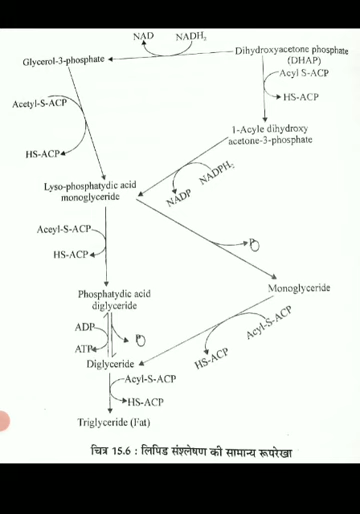 NAD NADH₂
Glycerol-3-phosphate
Dihydroxyacetone phosphate
(DHAP)
Acyl S-ACP
HS-ACP
Acetyl-S-ACP
HS-ACP
1-Acyle dihydroxy
acetone-3-phosphate
NADPH₂
NADP
Lyso-phosphatydic acid
monoglyceride
Aceyl-S-ACP
HS-ACP
P
Phosphatydic acid
diglyceride
Monoglyceride
ADP
ATP
P
Acyl-S-ACP
HS-ACP
Diglyceride
Acyl-S-ACP
HS-ACP
Triglyceride (Fat)
चित्र 15.6 : लिपिड संश्लेषण की सामान्य रूपरेखा